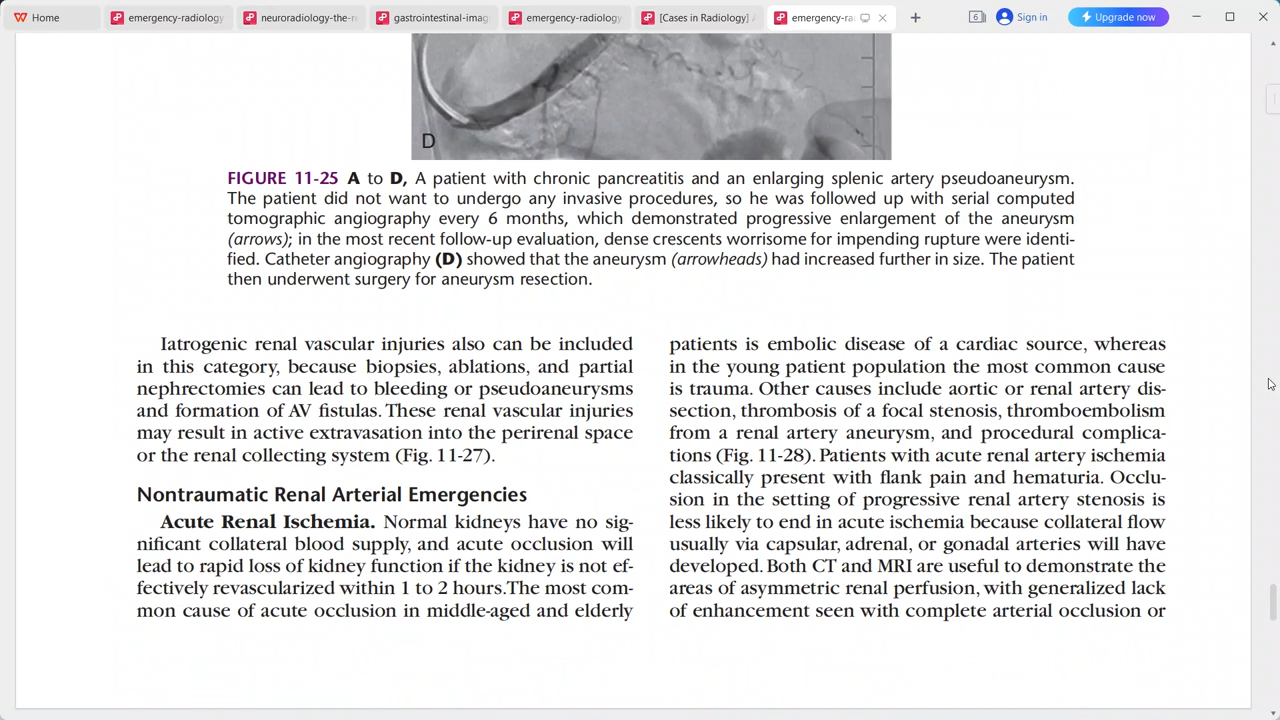 Home
emergency-radiology
neuroradiology-the-r
gastrointestinal-imag
emergency-radiology
[Cases in Radiology]
emergency-ra
6
Sign in
Upgrade now
D
FIGURE 11-25 A to D, A patient with chronic pancreatitis and an enlarging splenic artery pseudoaneurysm.
The patient did not want to undergo any invasive procedures, so he was followed up with serial computed
tomographic angiography every 6 months, which demonstrated progressive enlargement of the aneurysm
(arrows); in the most recent follow-up evaluation, dense crescents worrisome for impending rupture were identi-
fied. Catheter angiography (D) showed that the aneurysm (arrowheads) had increased further in size. The patient
then underwent surgery for aneurysm resection.
Iatrogenic renal vascular injuries also can be included
in this category, because biopsies, ablations, and partial
nephrectomies can lead to bleeding or pseudoaneurysms
and formation of AV fistulas. These renal vascular injuries
may result in active extravasation into the perirenal space
or the renal collecting system (Fig. 11-27).
Nontraumatic Renal Arterial Emergencies
Acute Renal Ischemia. Normal kidneys have no sig-
nificant collateral blood supply, and acute occlusion will
lead to rapid loss of kidney function if the kidney is not ef-
fectively revascularized within 1 to 2 hours.The most com-
mon cause of acute occlusion in middle-aged and elderly
patients is embolic disease of a cardiac source, whereas
in the young patient population the most common cause
is trauma. Other causes include aortic or renal artery dis-
section, thrombosis of a focal stenosis, thromboembolism
from a renal artery aneurysm, and procedural complica-
tions (Fig. 11-28). Patients with acute renal artery ischemia
classically present with flank pain and hematuria. Occlu-
sion in the setting of progressive renal artery stenosis is
less likely to end in acute ischemia because collateral flow
usually via capsular, adrenal, or gonadal arteries will have
developed. Both CT and MRI are useful to demonstrate the
areas of asymmetric renal perfusion, with generalized lack
of enhancement seen with complete arterial occlusion or